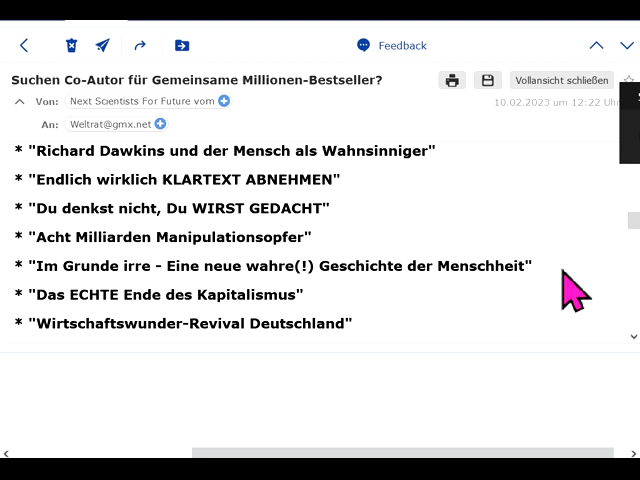 Feedback
Suchen Co-Autor für Gemeinsame Millionen-Bestseller?
Vollansicht schließen
Von: Next Scientists For Future vom
10.02.2023 um 12:22 Uhr
An: Weltrat@gmx.net
* "Richard Dawkins und der Mensch als Wahnsinniger"
* "Endlich wirklich KLARTEXT ABNEHMEN"
* "Du denkst nicht, Du WIRST GEDACHT"
* "Acht Milliarden Manipulationsopfer"
* "Im Grunde irre - Eine neue wahre(!) Geschichte der Menschheit"
* "Das ECHTE Ende des Kapitalismus"
* "Wirtschaftswunder-Revival Deutschland"